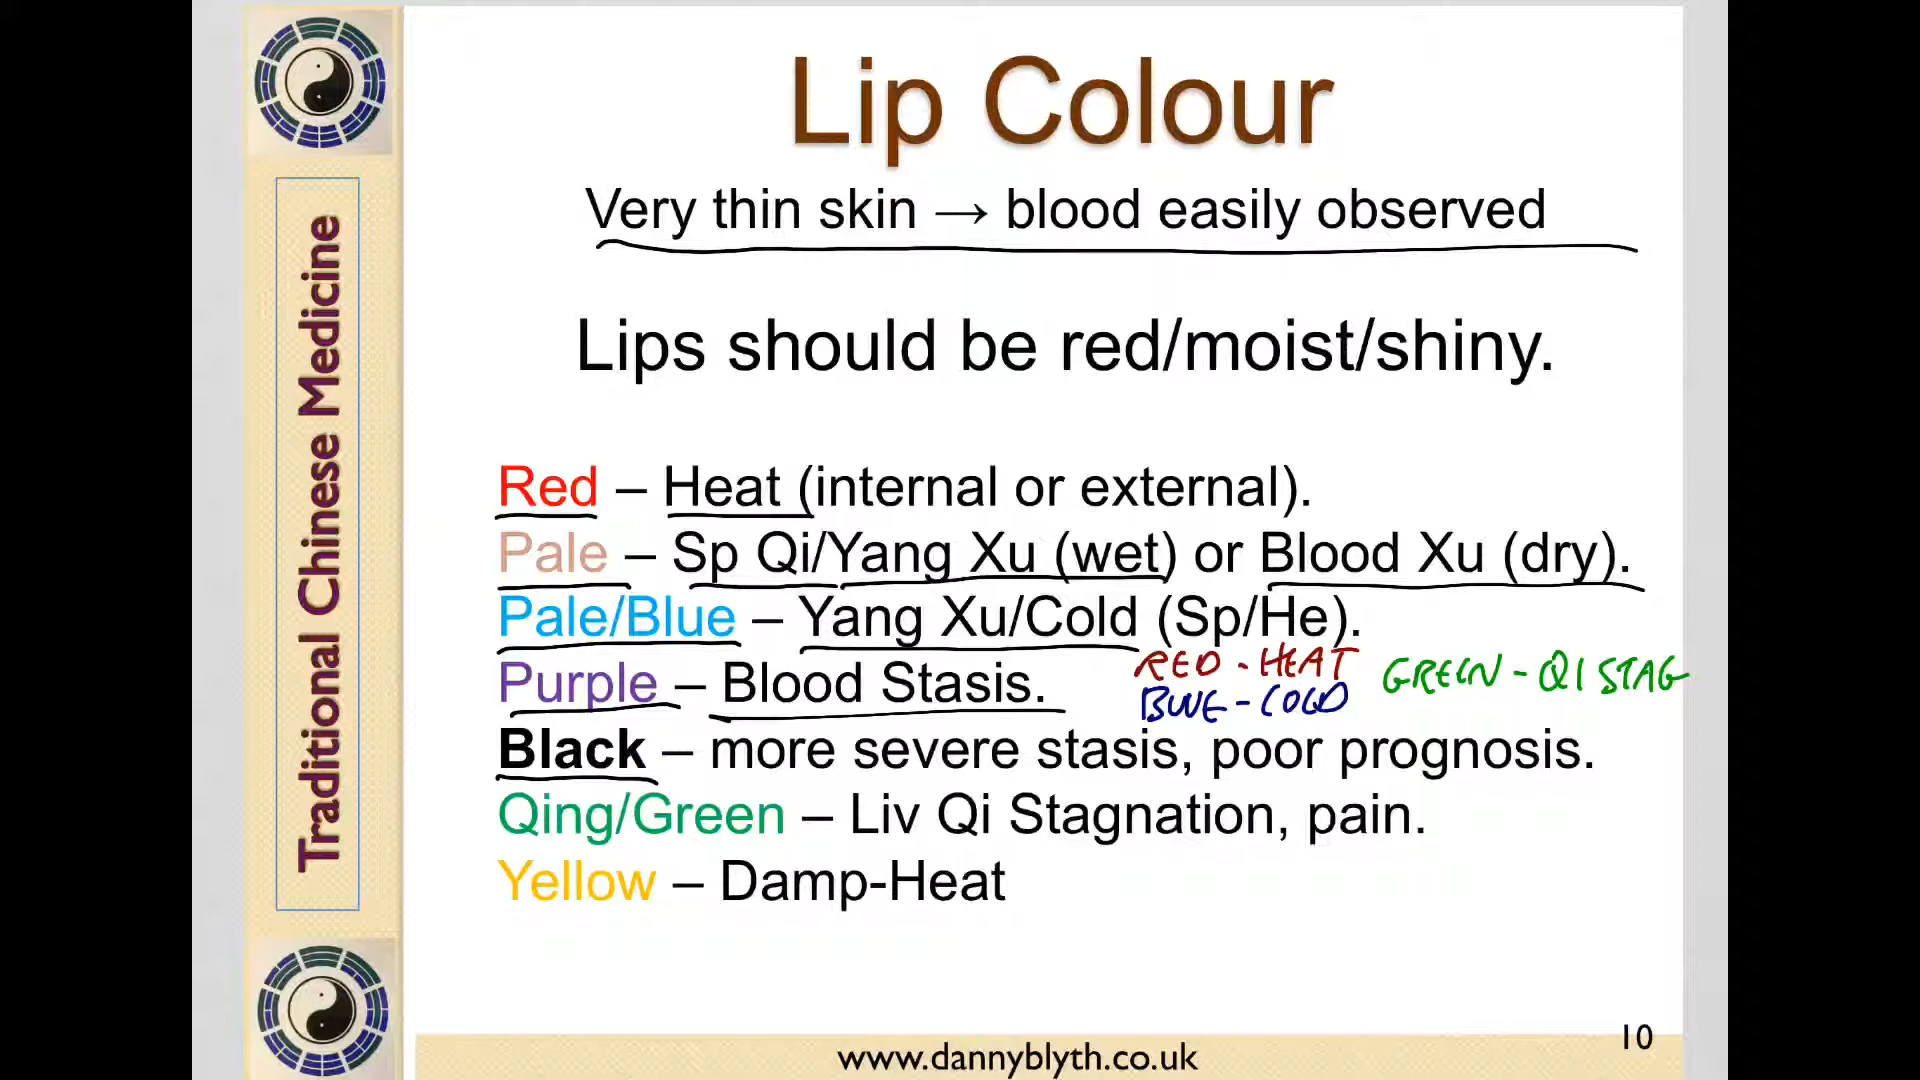 Lip Colour
Very thin skin → blood easily observed
Lips should be red/moist/shiny.
Red – Heat (internal or external).
Pale – Sp Qi/Yang Xu (wet) or Blood Xu (dry).
Pale/Blue – Yang Xu/Cold (Sp/He).
Purple – Blood Stasis.
RED - HEAT
BLUE - COLD
GREEN - QI STAG
Black – more severe stasis, poor prognosis.
Qing/Green – Liv Qi Stagnation, pain.
Yellow – Damp-Heat
Traditional Chinese Medicine
10
www.dannyblyth.co.uk